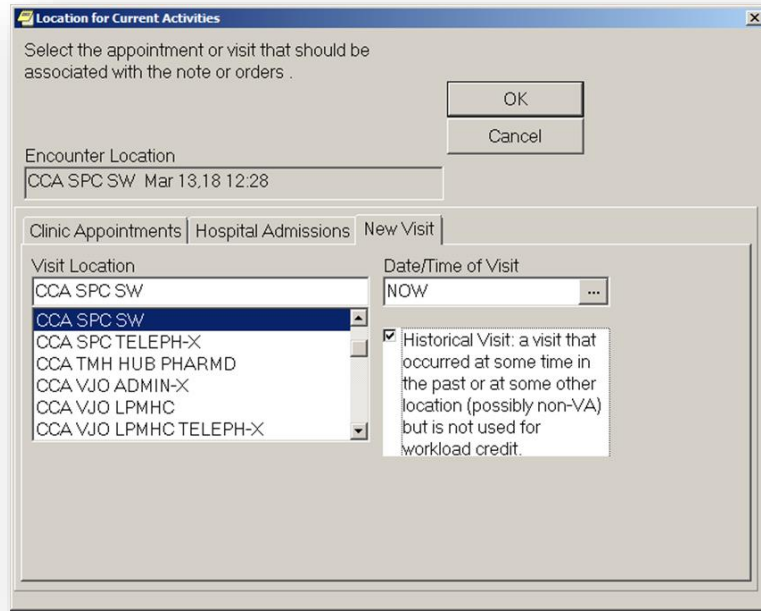 Location for Current Activities
Select the appointment or visit that should be
associated with the note or orders .
OK
Cancel
Encounter Location
CCA SPC SW Mar 13,18 12:28
Clinic Appointments
Hospital Admissions
New Visit
Visit Location
CCA SPC SW
CCA SPC SW
CCA SPC TELEPH-X
CCA TMH HUB PHARMD
CCA VJO ADMIN-X
CCA VJO LPMHC
CCA VJO LPMHC TELEPH-X
Date/Time of Visit
NOW
...
Historical Visit: a visit that
occurred at some time in
the past or at some other
location (possibly non-VA)
but is not used for
workload credit.